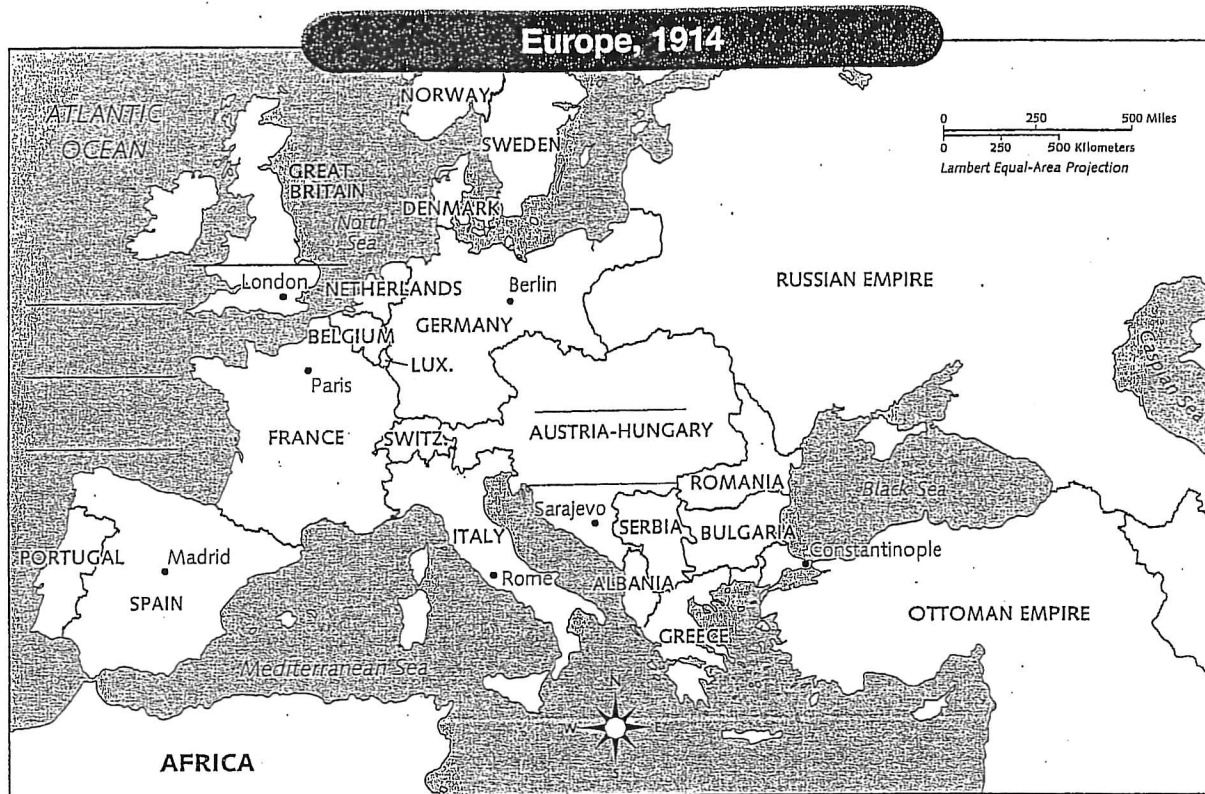 Europe, 1914
ATLANTIC
OCEAN
NORWAY
SWEDEN
0 250 500 Miles
0 250 500 Kilometers
Lambert Equal-Area Projection
GREAT
BRITAIN
North
Sea
DENMARK
London
NETHERLANDS
Berlin
RUSSIAN EMPIRE
BELGIUM
GERMANY
LUX.
Paris
Caspian Sea
FRANCE
SWITZ.
AUSTRIA-HUNGARY
ROMANIA
Black Sea
Sarajevo
SERBIA
BULGARIA
ITALY
PORTUGAL
Madrid
Constantinople
Rome
ALBANIA
SPAIN
OTTOMAN EMPIRE
GREECE
Mediterranean Sea
N
W
AFRICA